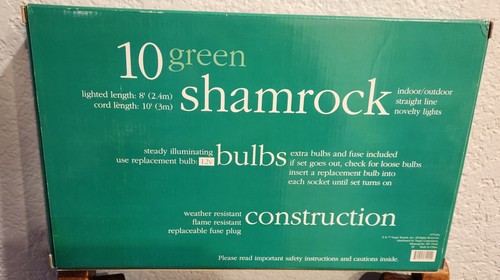 10 green
lighted length: 8' (2.4m)
cord length: 10' (3m)
shamrock
indoor/outdoor
straight line
novelty lights
steady illuminating
use replacement bulb: 12v
bulbs
extra bulbs and fuse included
if set goes out, check for loose bulbs
insert a replacement bulb into
each socket until set turns on
weather resistant
flame resistant
replaceable fuse plug
construction
Please read important safety instructions and cautions inside.